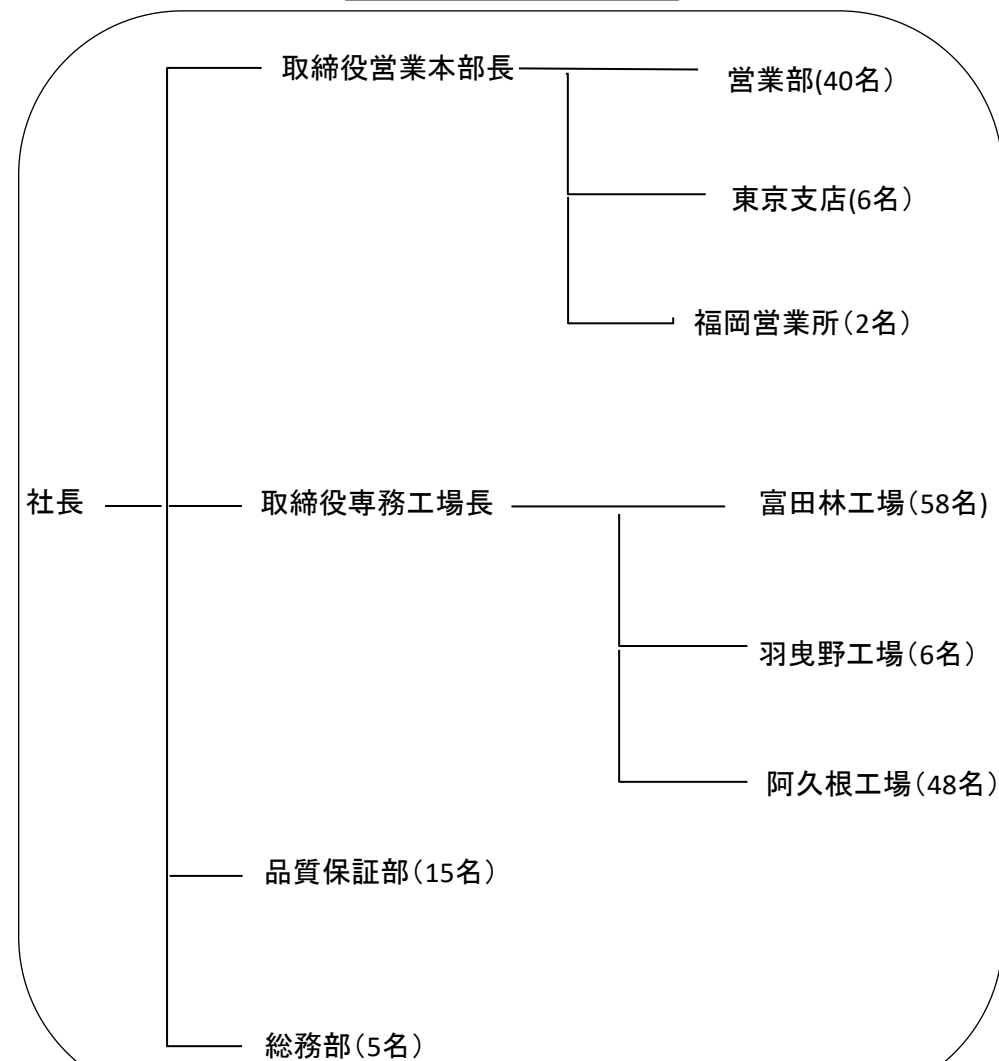 取締役営業本部長
営業部(40名)
東京支店(6名)
福岡営業所(2名)
社長
取締役専務工場長
富田林工場(58名)
羽曳野工場(6名)
阿久根工場(48名)
品質保証部(15名)
総務部(5名)